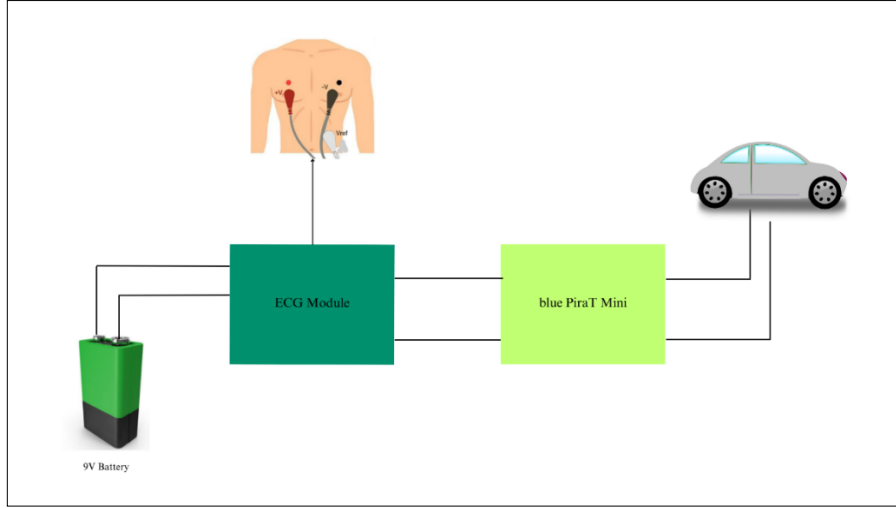 +V
-V
Vref
ECG Module
blue PiraT Mini
9V Battery